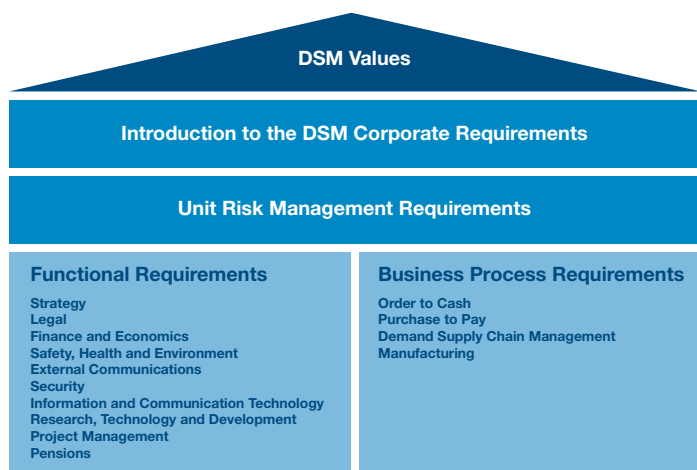 DSM Values
Introduction to the DSM Corporate Requirements
Unit Risk Management Requirements
Functional Requirements
Strategy
Legal
Finance and Economics
Safety, Health and Environment
External Communications
Security
Information and Communication Technology
Research, Technology and Development
Project Management
Pensions
Business Process Requirements
Order to Cash
Purchase to Pay
Demand Supply Chain Management
Manufacturing